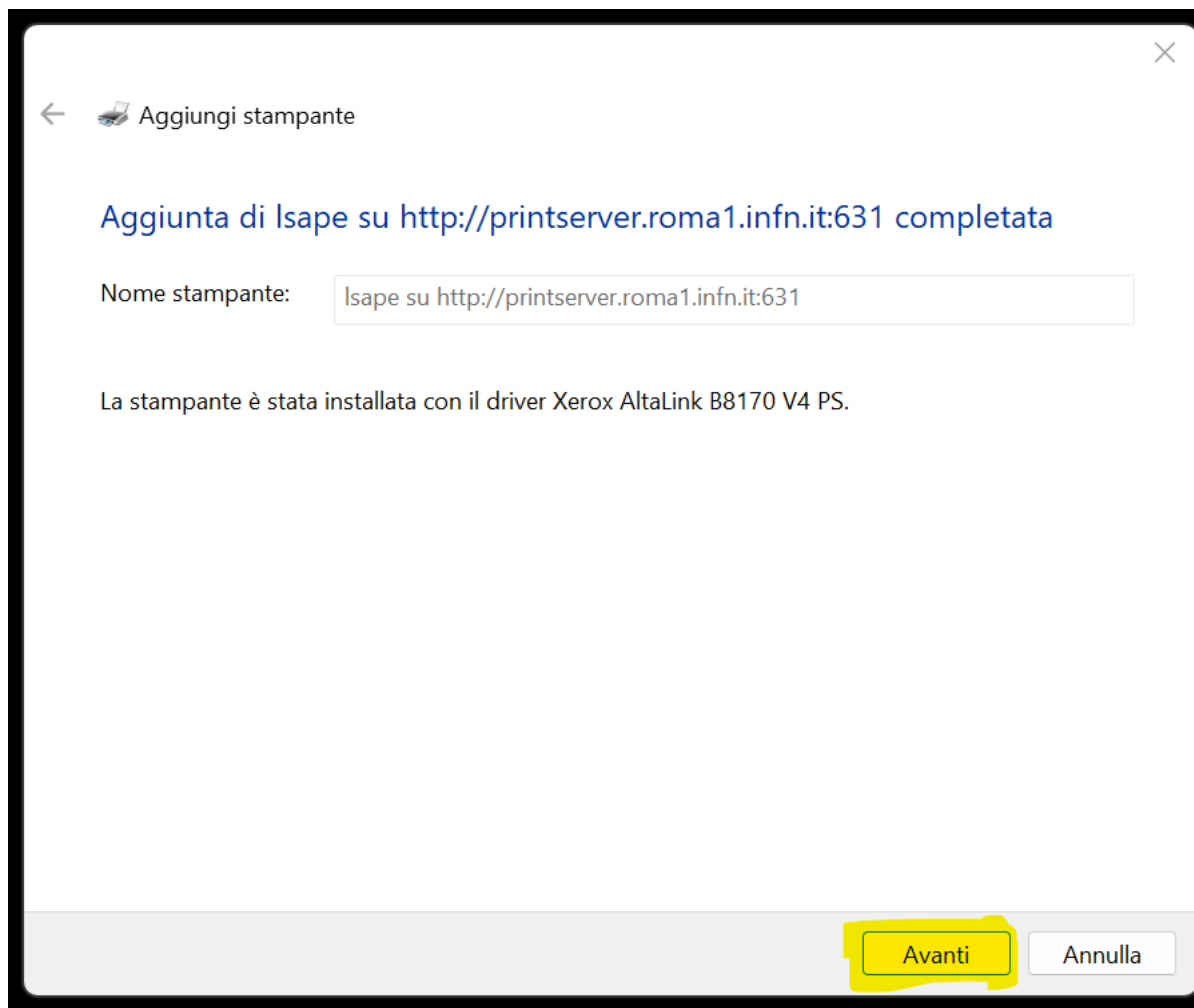 Aggiungi stampante
Aggiunta di lsape su http://printserver.roma1.infn.it:631 completata
Nome stampante:
lsape su http://printserver.roma1.infn.it:631
La stampante è stata installata con il driver Xerox AltaLink B8170 V4 PS.
Avanti
Annulla